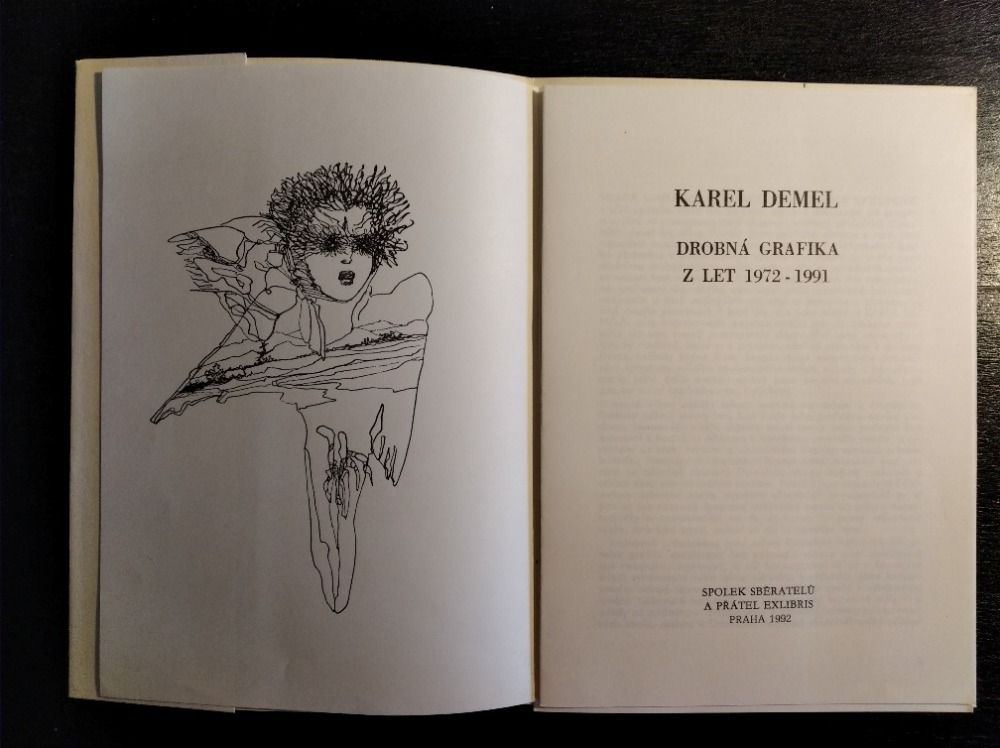 KAREL DEMEL
DROBNÁ GRAFIKA
Z LET 1972 - 1991
SPOLEK SBĚRATELŮ
A PŘÁTEL EXLIBRIS
PRAHA 1992